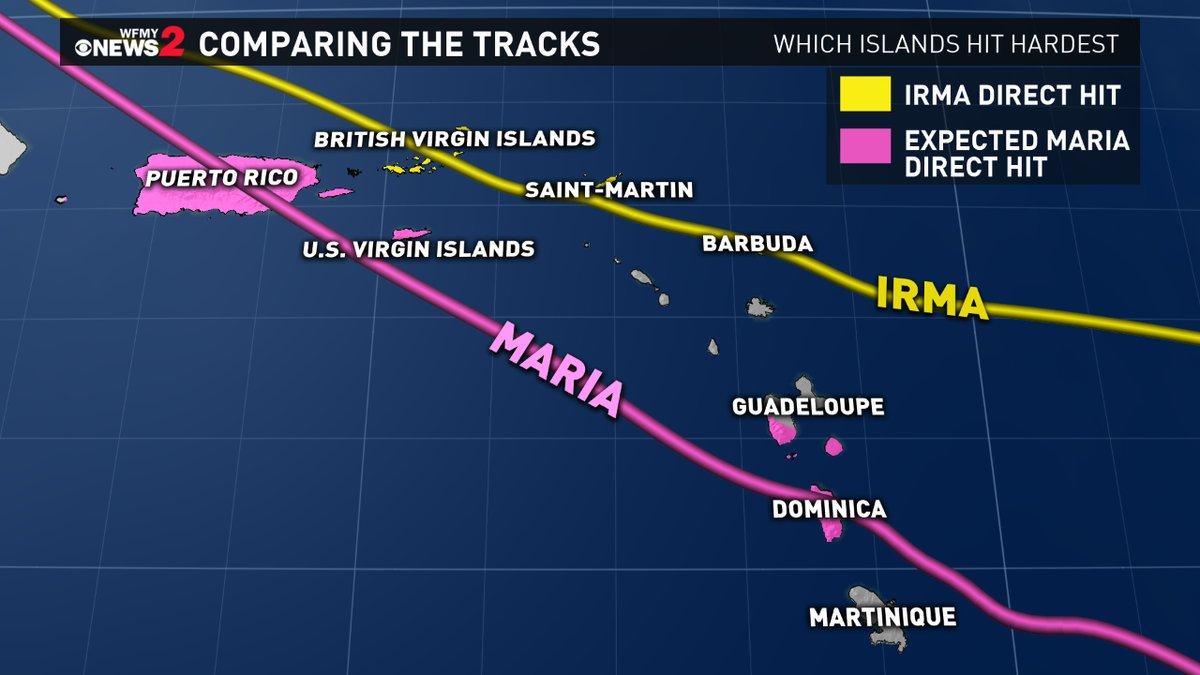 WFMY
NEWS 2
COMPARING THE TRACKS
WHICH ISLANDS HIT HARDEST
IRMA DIRECT HIT
EXPECTED MARIA
DIRECT HIT
BRITISH VIRGIN ISLANDS
PUERTO RICO
SAINT-MARTIN
U.S. VIRGIN ISLANDS
BARBUDA
IRMA
MARIA
GUADELOUPE
DOMINICA
MARTINIQUE